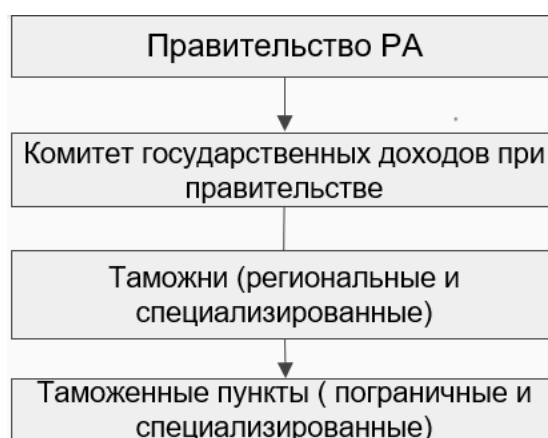 Правительство РА
Комитет государственных доходов при
правительстве
Таможни (региональные и
специализированные)
Таможенные пункты ( пограничные и
специализированные)